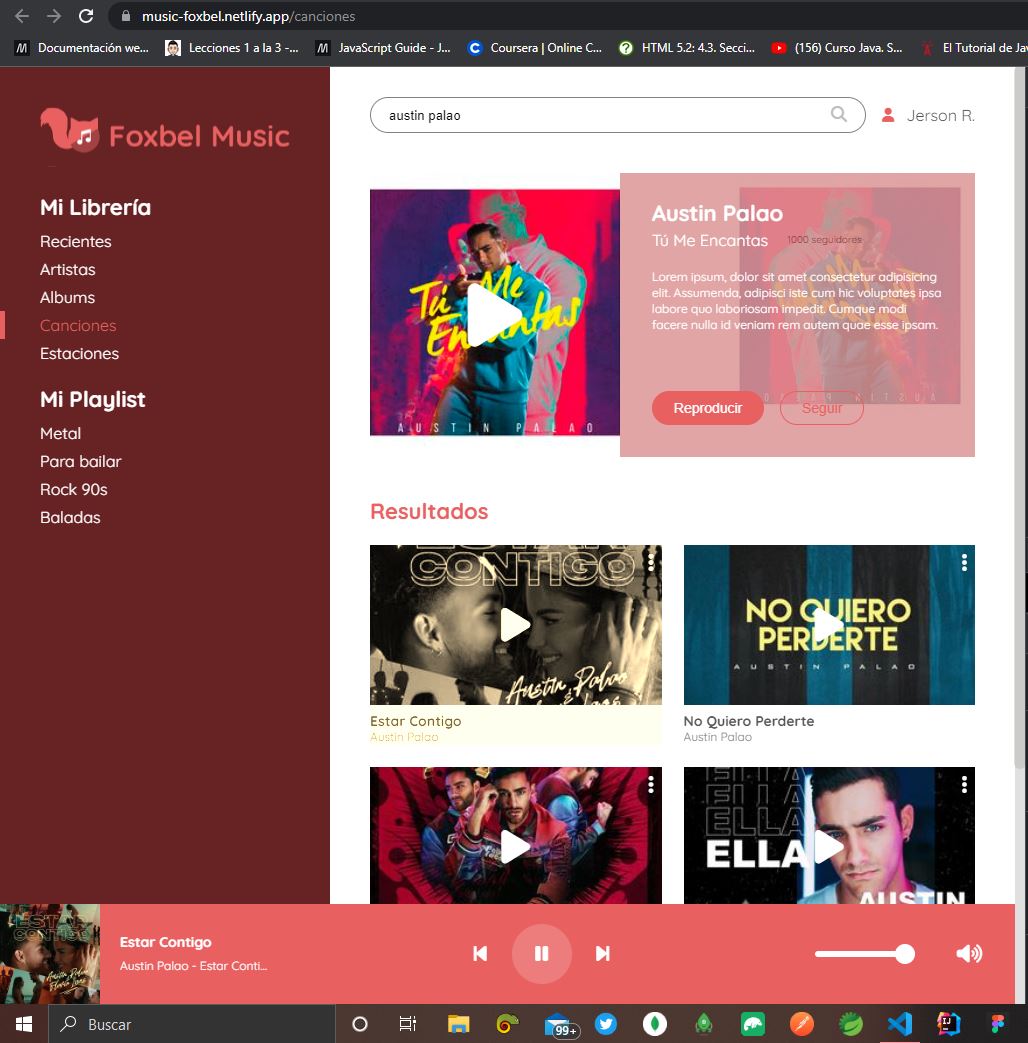 music-foxbel.netlify.app/canciones
Documentación we...
Lecciones 1 a la 3 -...
JavaScript Guide - J...
Coursera | Online C...
HTML 5.2: 4.3. Secci...
(156) Curso Java. S...
El Tutorial de Jav
Foxbel Music
austin palao
Jerson R.
Mi Librería
Recientes
Artistas
Albums
Canciones
Estaciones
Mi Playlist
Metal
Para bailar
Rock 90s
Baladas
Tú Me
Encantas
AUSTIN PALAO
Austin Palao
Tú Me Encantas
1000 seguidores
Lorem ipsum, dolor sit amet consectetur adipisicing
elit. Assumenda, adipisci iste cum hic voluptates ipsa
labore quo laboriosam impedit. Cumque modi
facere nulla id veniam rem autem quae esse ipsam.
Reproducir
Seguir
Resultados
ESTAR
CONTIGO
Austin Palao
Estar Contigo
Austin Palao
NO QUIERO
PERDERTE
AUSTIN PALAO
No Quiero Perderte
Austin Palao
ELLA
ELLA
ELLA
ELLA
AUSTIN
ESTAR
CONTIGO
Estar Contigo
Austin Palao - Estar Conti...
Buscar
99+